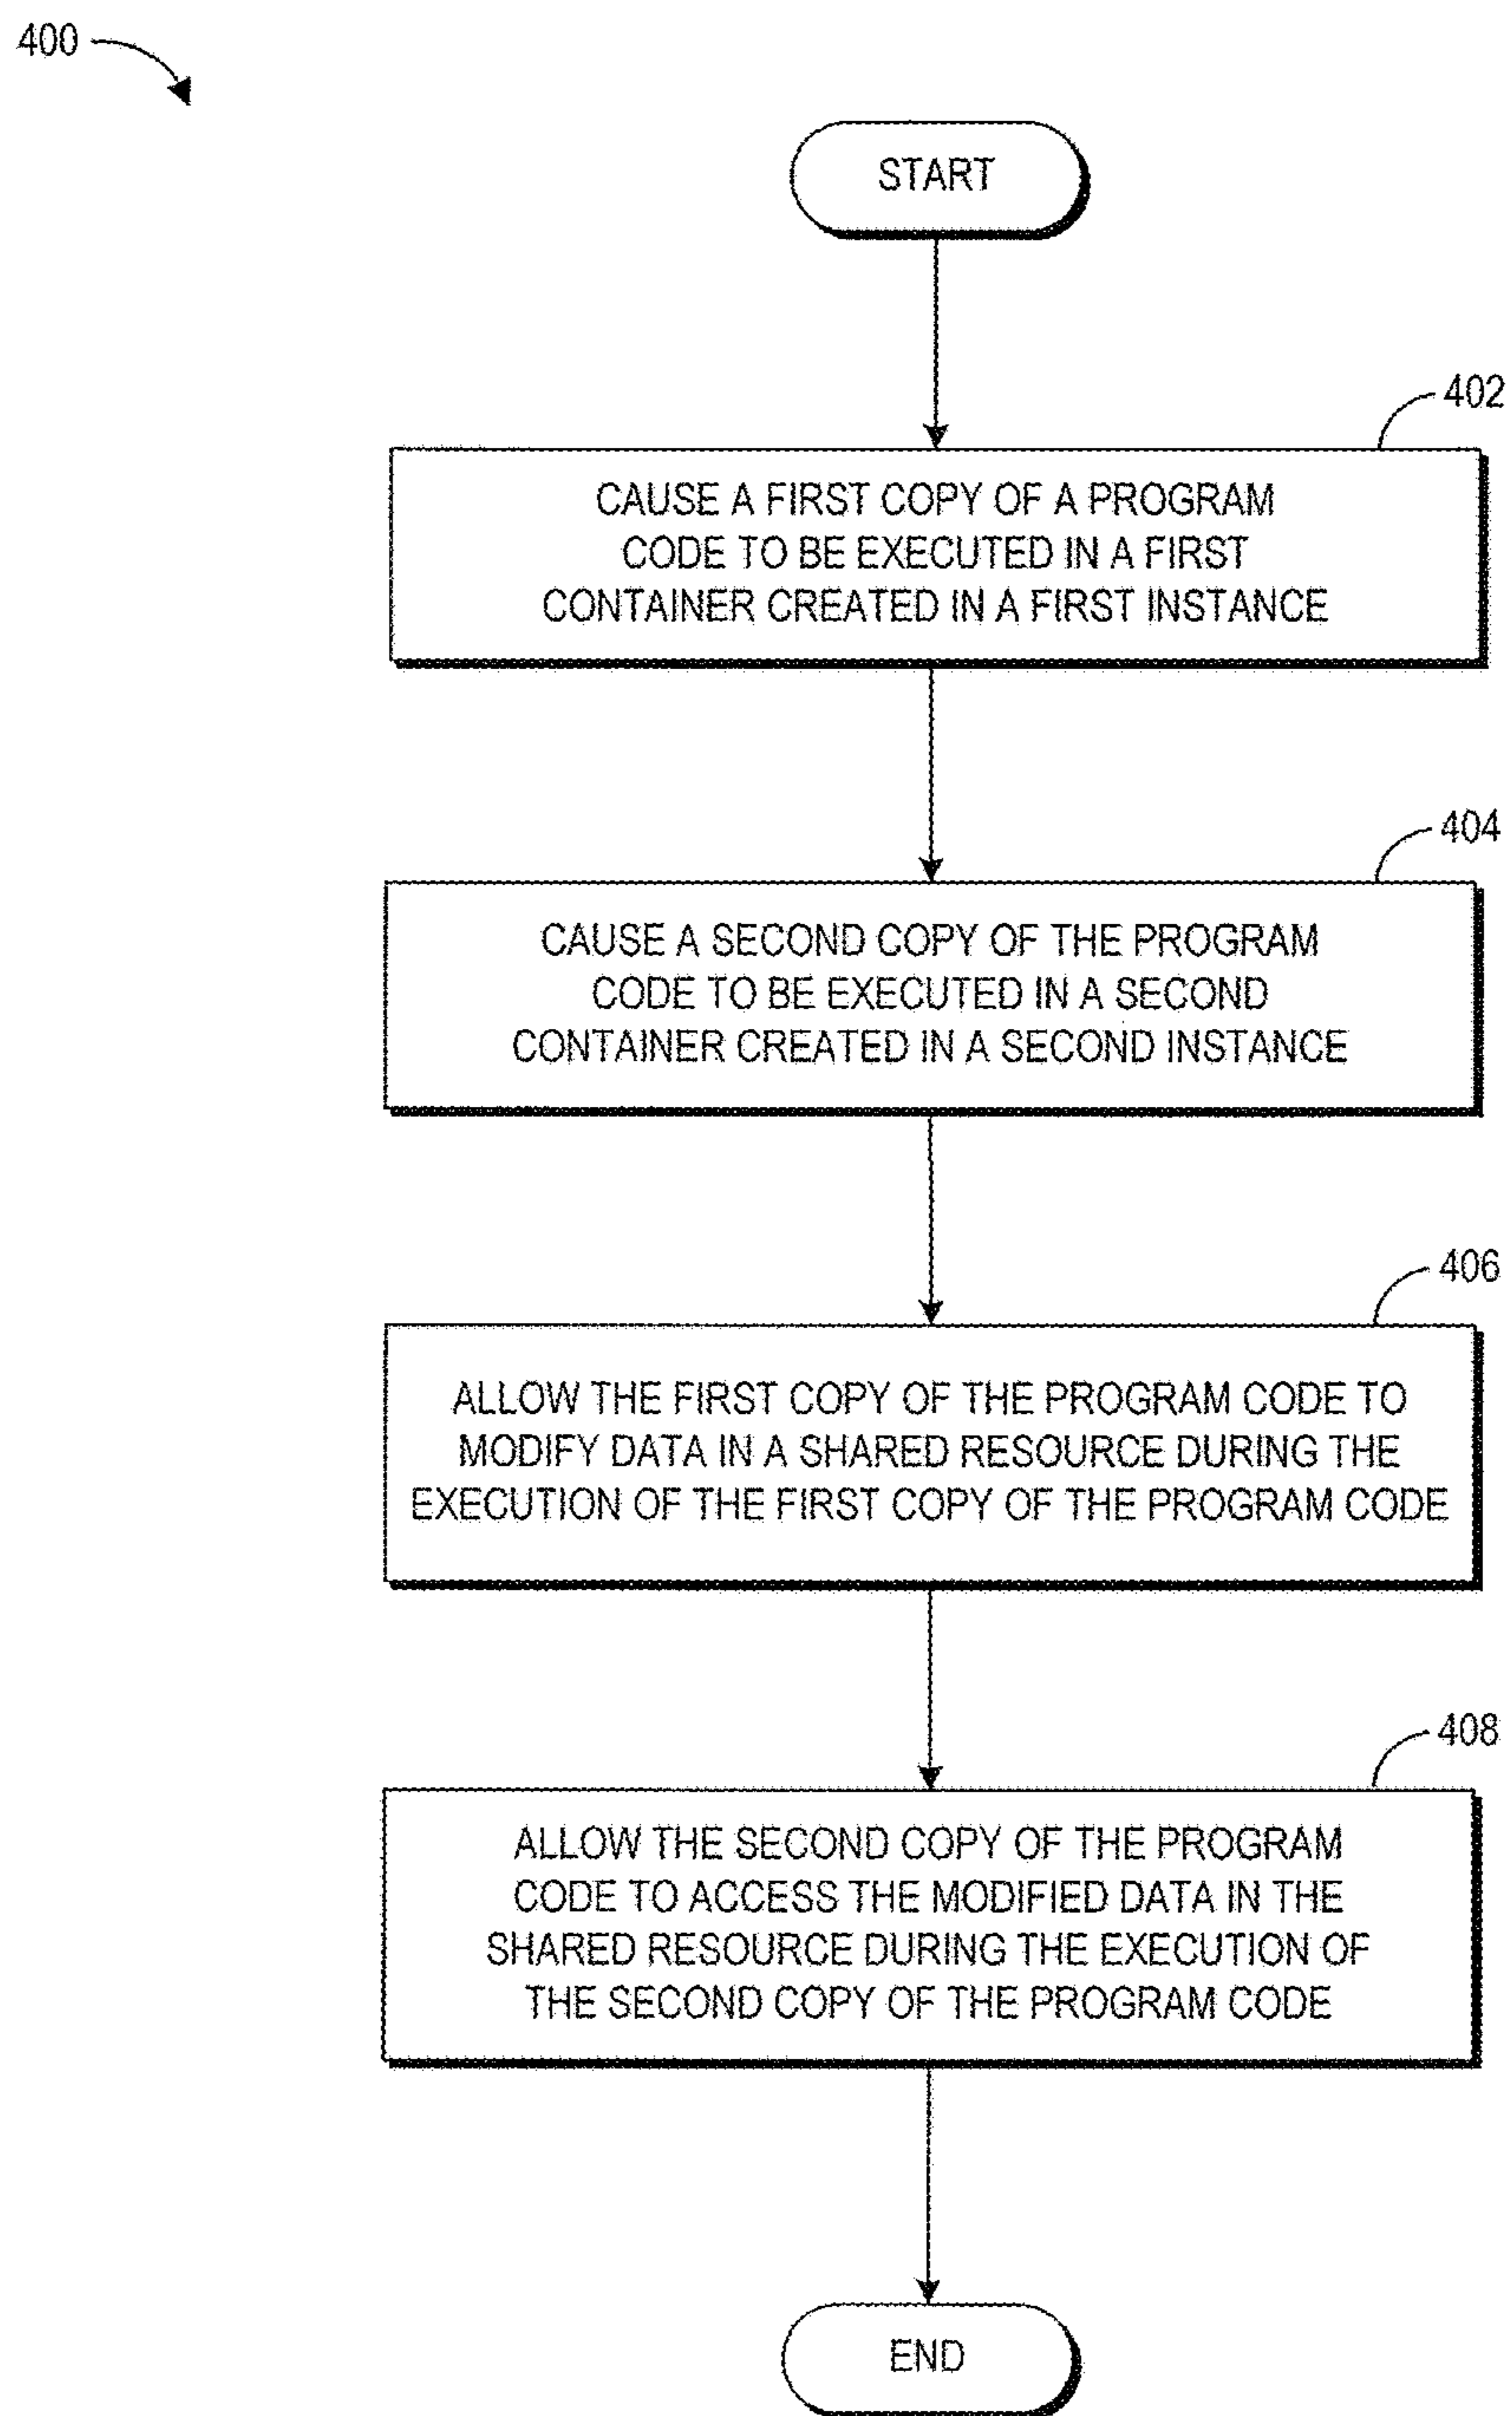 400
START
402
CAUSE A FIRST COPY OF A PROGRAM
CODE TO BE EXECUTED IN A FIRST
CONTAINER CREATED IN A FIRST INSTANCE
404
CAUSE A SECOND COPY OF THE PROGRAM
CODE TO BE EXECUTED IN A SECOND
CONTAINER CREATED IN A SECOND INSTANCE
406
ALLOW THE FIRST COPY OF THE PROGRAM CODE TO
MODIFY DATA IN A SHARED RESOURCE DURING THE
EXECUTION OF THE FIRST COPY OF THE PROGRAM CODE
408
ALLOW THE SECOND COPY OF THE PROGRAM
CODE TO ACCESS THE MODIFIED DATA IN THE
SHARED RESOURCE DURING THE EXECUTION OF
THE SECOND COPY OF THE PROGRAM CODE
END